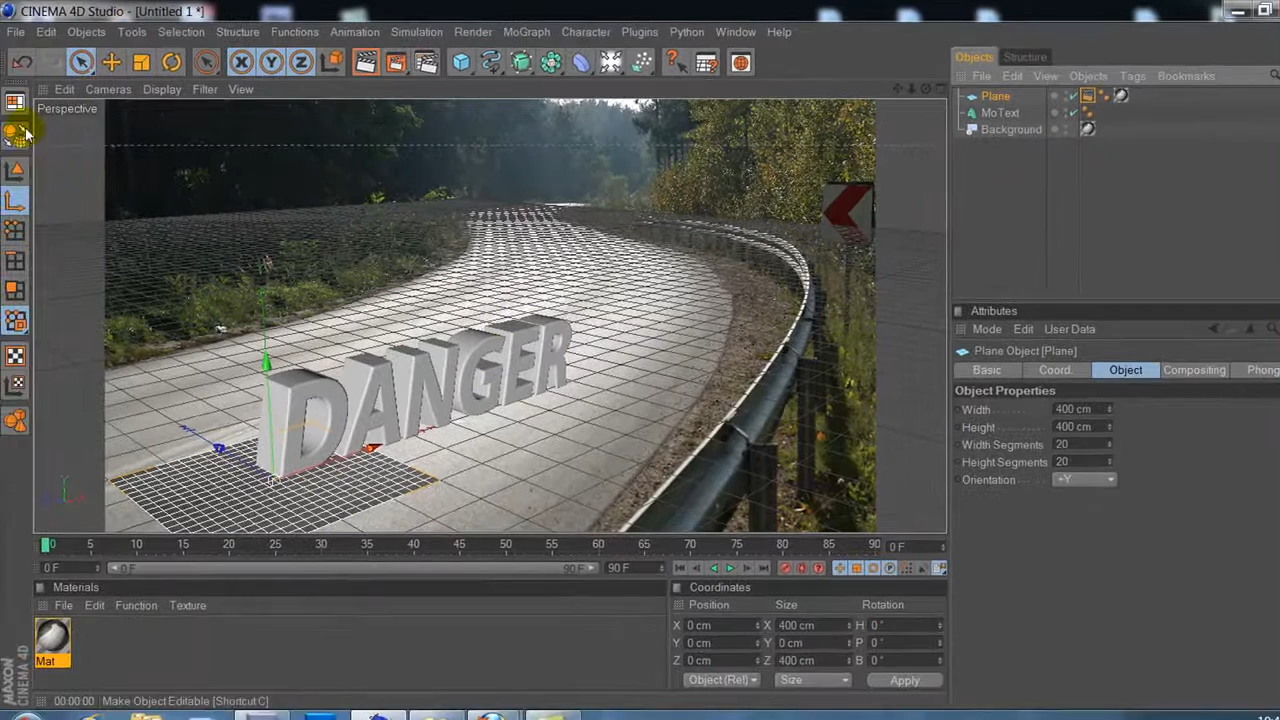 CINEMA 4D Studio - [Untitled 1 *]
File Edit Objects Tools Selection Structure Functions Animation Simulation Render MoGraph Character Plugins Python Window Help
Edit Cameras Display Filter View
Perspective
DANGER
Objects Structure
File Edit View Objects Tags Bookmarks
Plane
MoText
Background
Attributes
Mode Edit User Data
Plane Object [Plane]
Basic Coord. Object Compositing Phong
Object Properties
Width 400 cm
Height 400 cm
Width Segments 20
Height Segments 20
Orientation +Y
0 5 10 15 20 25 30 35 40 45 50 55 60 65 70 75 80 85 90 0 F
0 F 0 F 90 F 90 F
Materials
File Edit Function Texture
Mat
Coordinates
Position Size Rotation
X 0 cm X 400 cm H 0 °
Y 0 cm Y 0 cm P 0 °
Z 0 cm Z 400 cm B 0 °
Object (Rel) Size Apply
MAXON CINEMA 4D
00:00:00 Make Object Editable [Shortcut C]